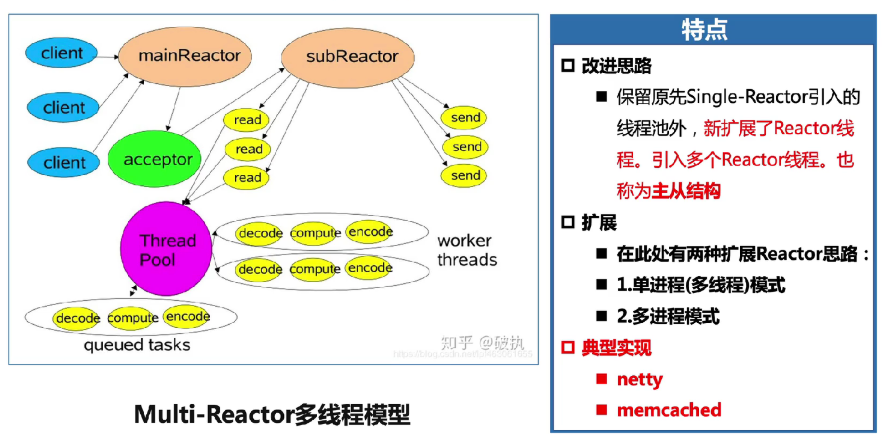 client
mainReactor
subReactor
client
client
acceptor
read
read
read
send
send
send
Thread
Pool
decode compute encode
decode compute encode
worker
threads
decode compute encode
queued tasks
知乎 @破执
Multi-Reactor多线程模型
特点
改进思路
保留原先Single-Reactor引入的
线程池外，新扩展了Reactor线
程。引入多个Reactor线程。也
称为主从结构
扩展
在此处有两种扩展Reactor思路：
1.单进程(多线程)模式
2.多进程模式
典型实现
netty
memcached